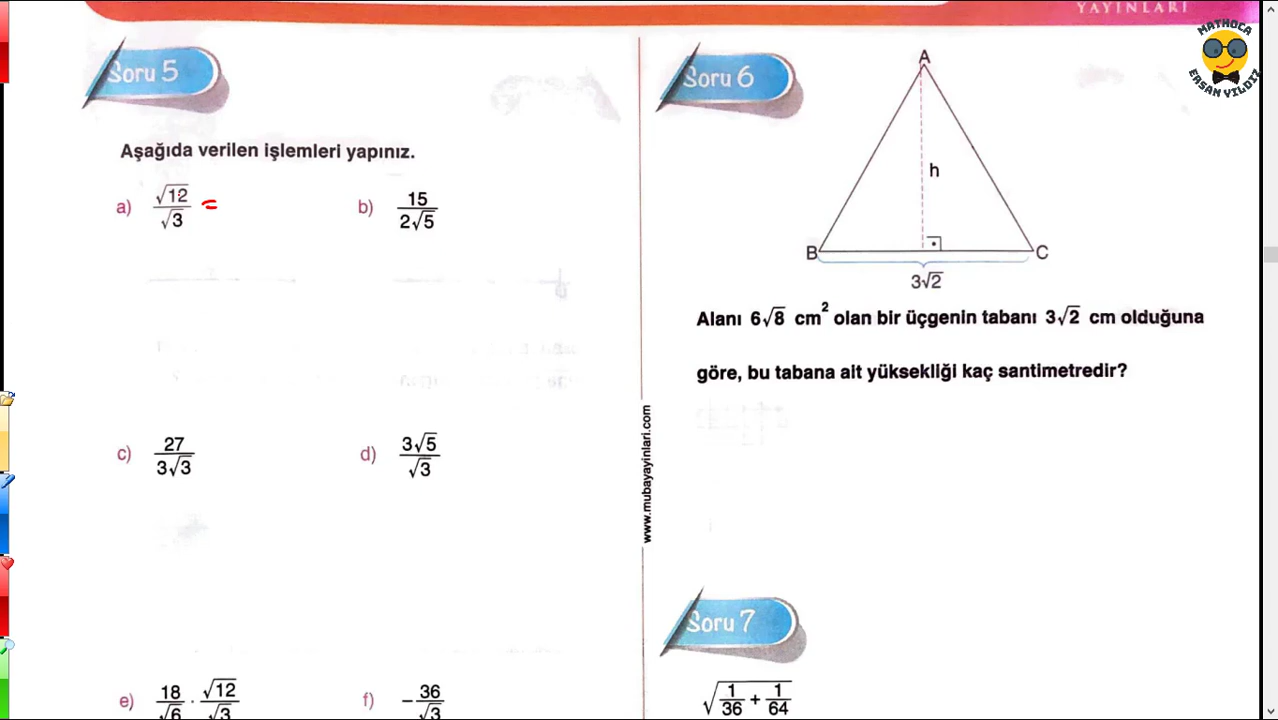 YAYINLARI
MATHOCA
ERSAN YILDIZ
Soru 5
Aşağıda verilen işlemleri yapınız.
a) √12 / √3 =
b) 15 / 2√5
c) 27 / 3√3
d) 3√5 / √3
e) 18 / √6 · √12 / √3
f) − 36 / √3
www.mubayayinlari.com
Soru 6
A
h
B
C
3√2
Alanı 6√8 cm² olan bir üçgenin tabanı 3√2 cm olduğuna
göre, bu tabana ait yüksekliği kaç santimetredir?
Soru 7
√(1/36 + 1/64)